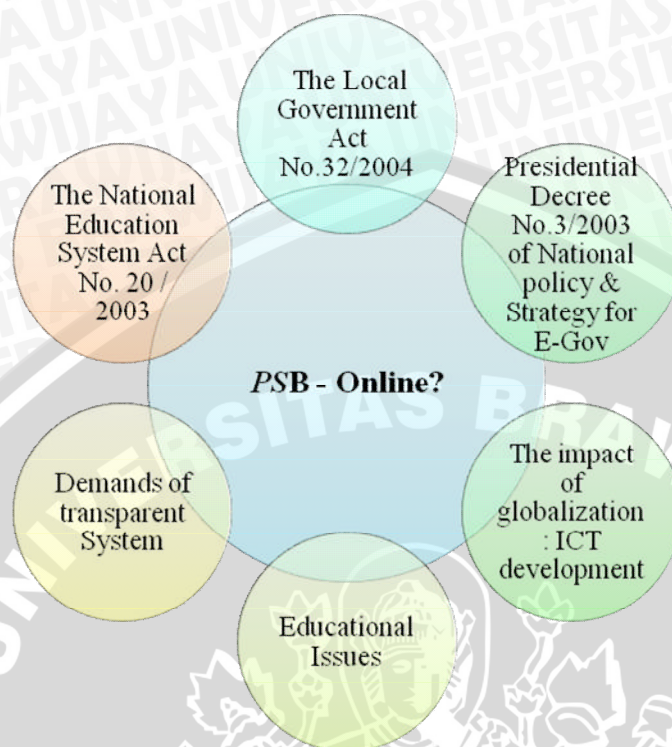 The Local
Government
Act
No.32/2004
Presidential
Decree
No.3/2003
of National
policy &
Strategy for
E-Gov
The impact
of
globalization
: ICT
development
Educational
Issues
Demands of
transparent
System
The National
Education
System Act
No. 20 /
2003
PSB - Online?
UNIVERSITAS BRAWIJAYA